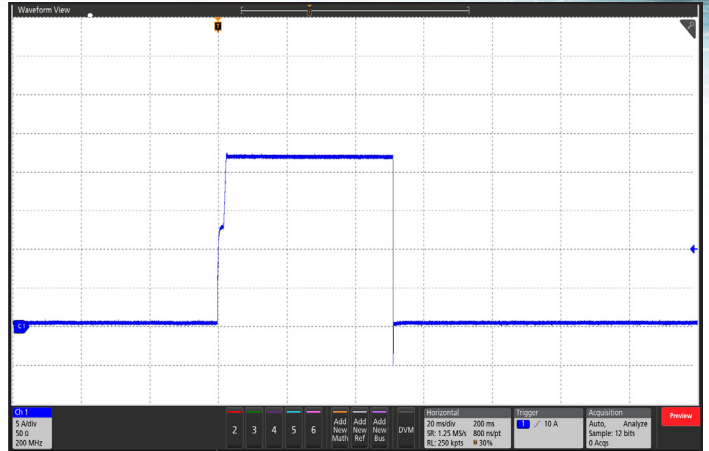 Waveform View
T
U
C1
Ch 1
5 A/div
50 Ω
200 MHz
2
3
4
5
6
Add
New
Math
Add
New
Ref
Add
New
Bus
DVM
Horizontal
20 ms/div 200 ms
SR: 1.25 MS/s 800 ns/pt
RL: 250 kpts 30%
Trigger
1 10 A
Acquisition
Auto, Analyze
Sample: 12 bits
0 Acqs
Preview